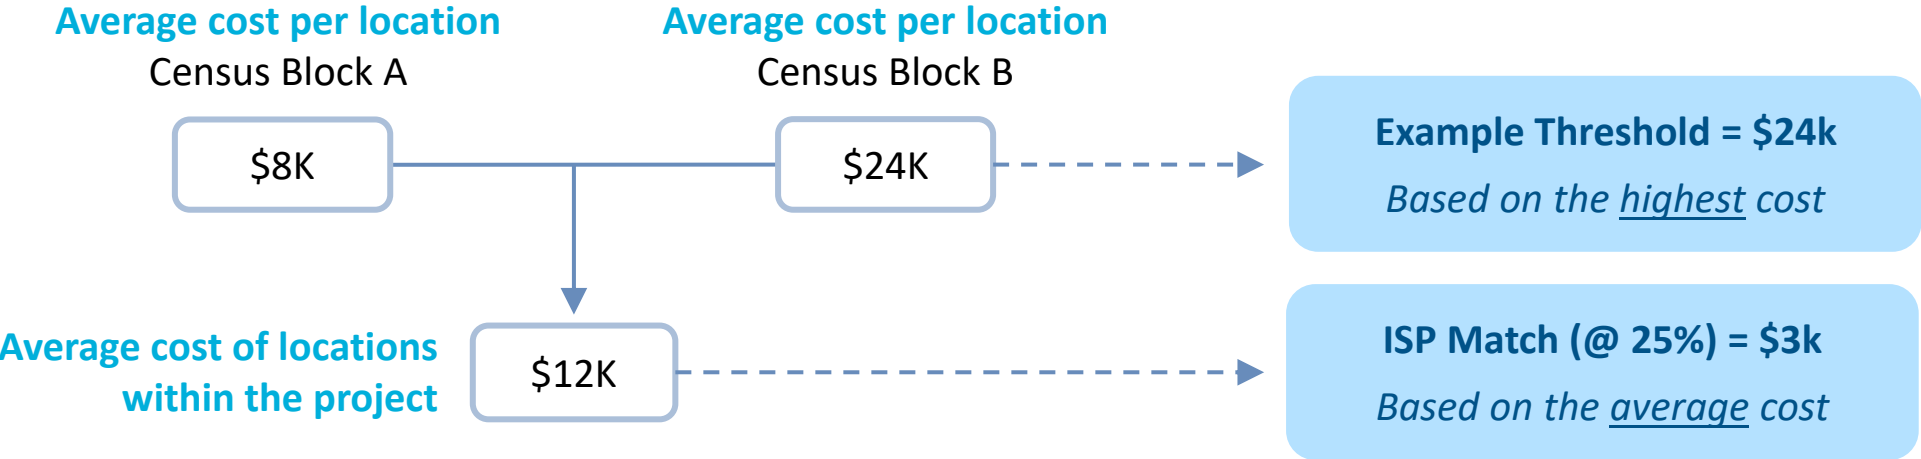 Average cost per location
Census Block A
$8K
Average cost per location
Census Block B
$24K
Example Threshold = $24k
Based on the highest cost
Average cost of locations
within the project
$12K
ISP Match (@ 25%) = $3k
Based on the average cost